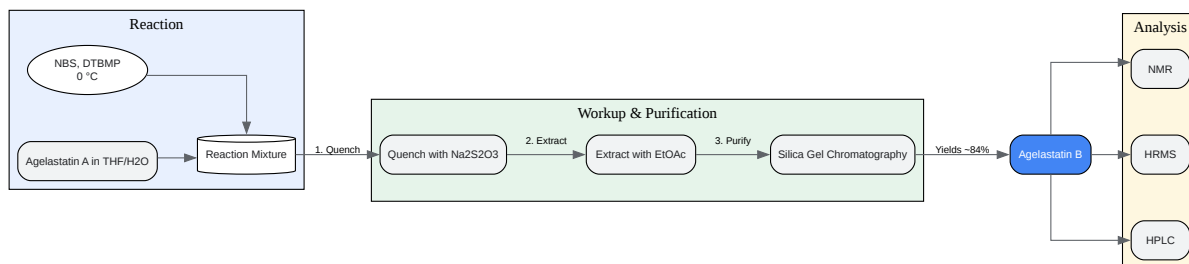 Reaction
NBS, DTBMP
0 °C
Agelastatin A in THF/H2O
Reaction Mixture
1. Quench
Workup & Purification
Quench with Na2S2O3
2. Extract
Extract with EtOAc
3. Purify
Silica Gel Chromatography
Yields ~84%
Agelastatin B
Analysis
NMR
HRMS
HPLC